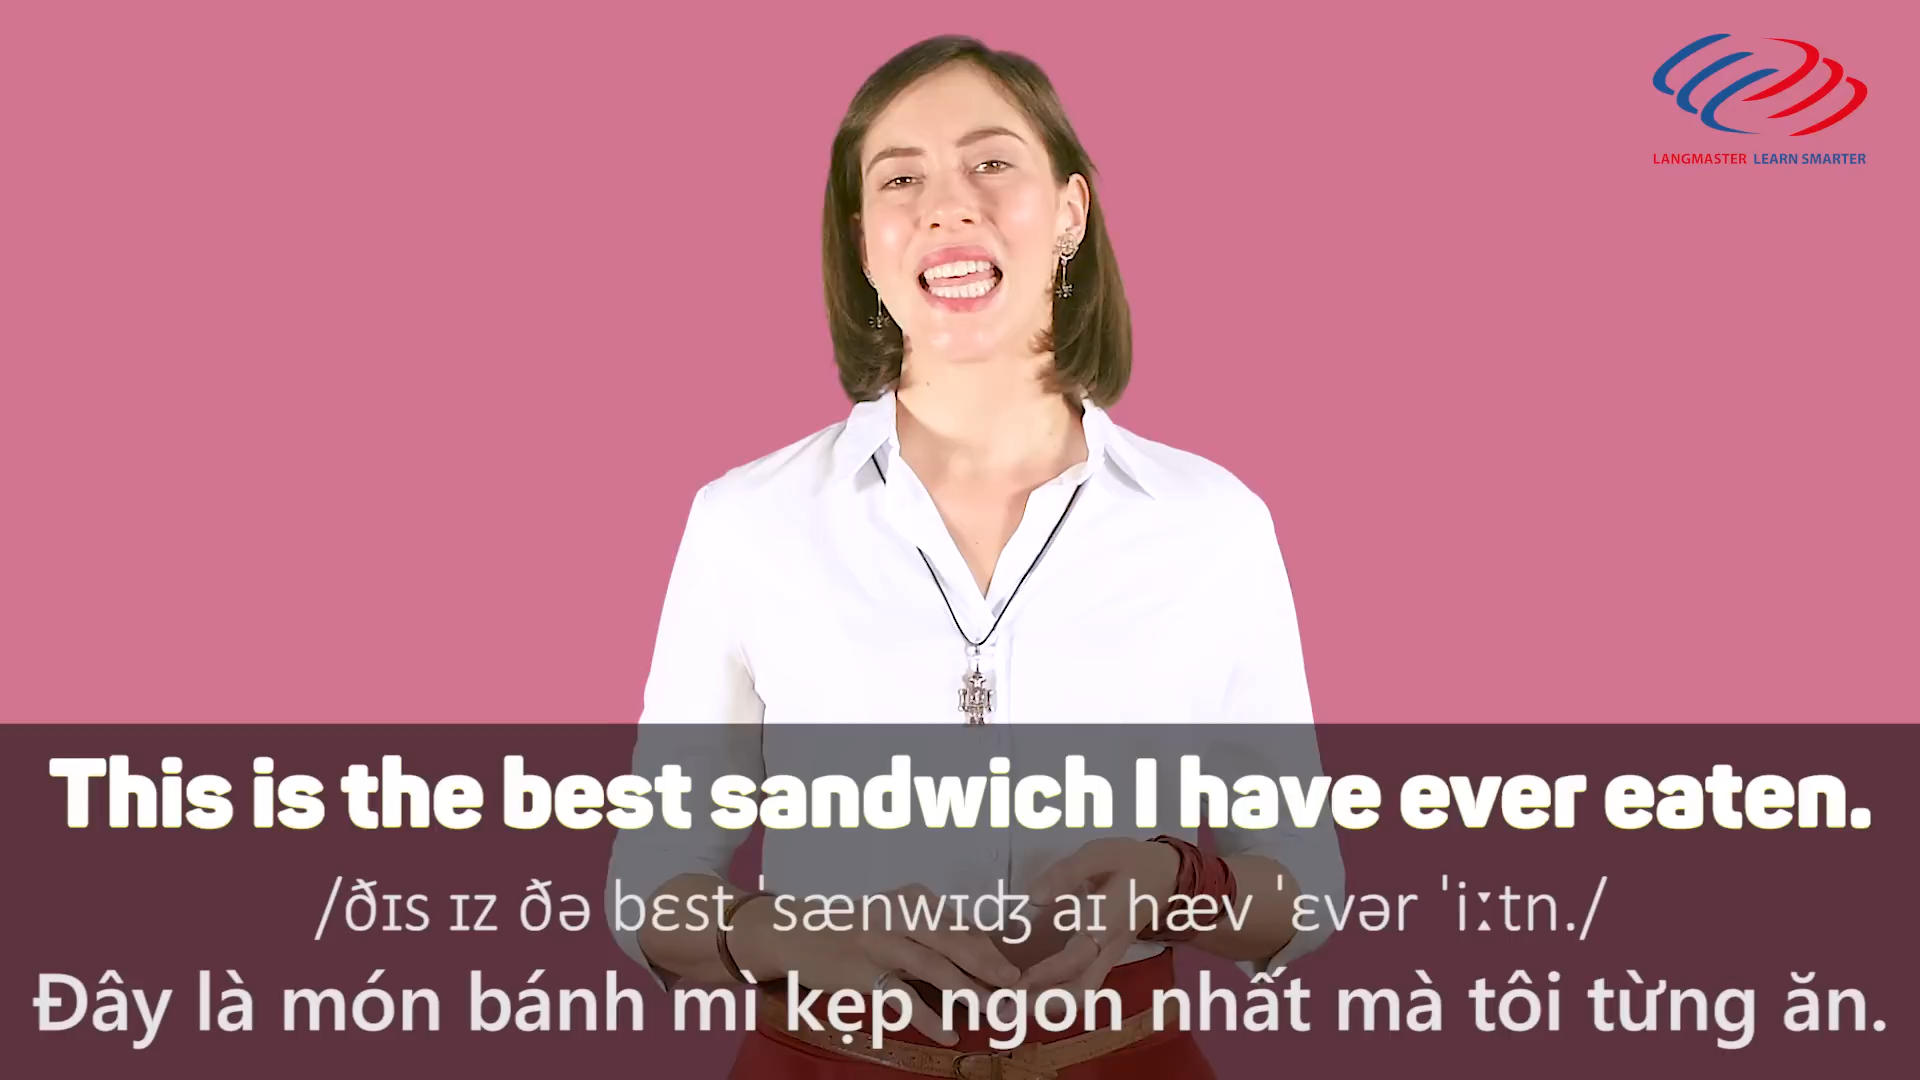 LANGMASTER LEARN SMARTER
This is the best sandwich I have ever eaten.
/ðɪs ɪz ðə bɛst ˈsænwɪʤ aɪ hæv ˈɛvər ˈiːtn./
Đây là món bánh mì kẹp ngon nhất mà tôi từng ăn.